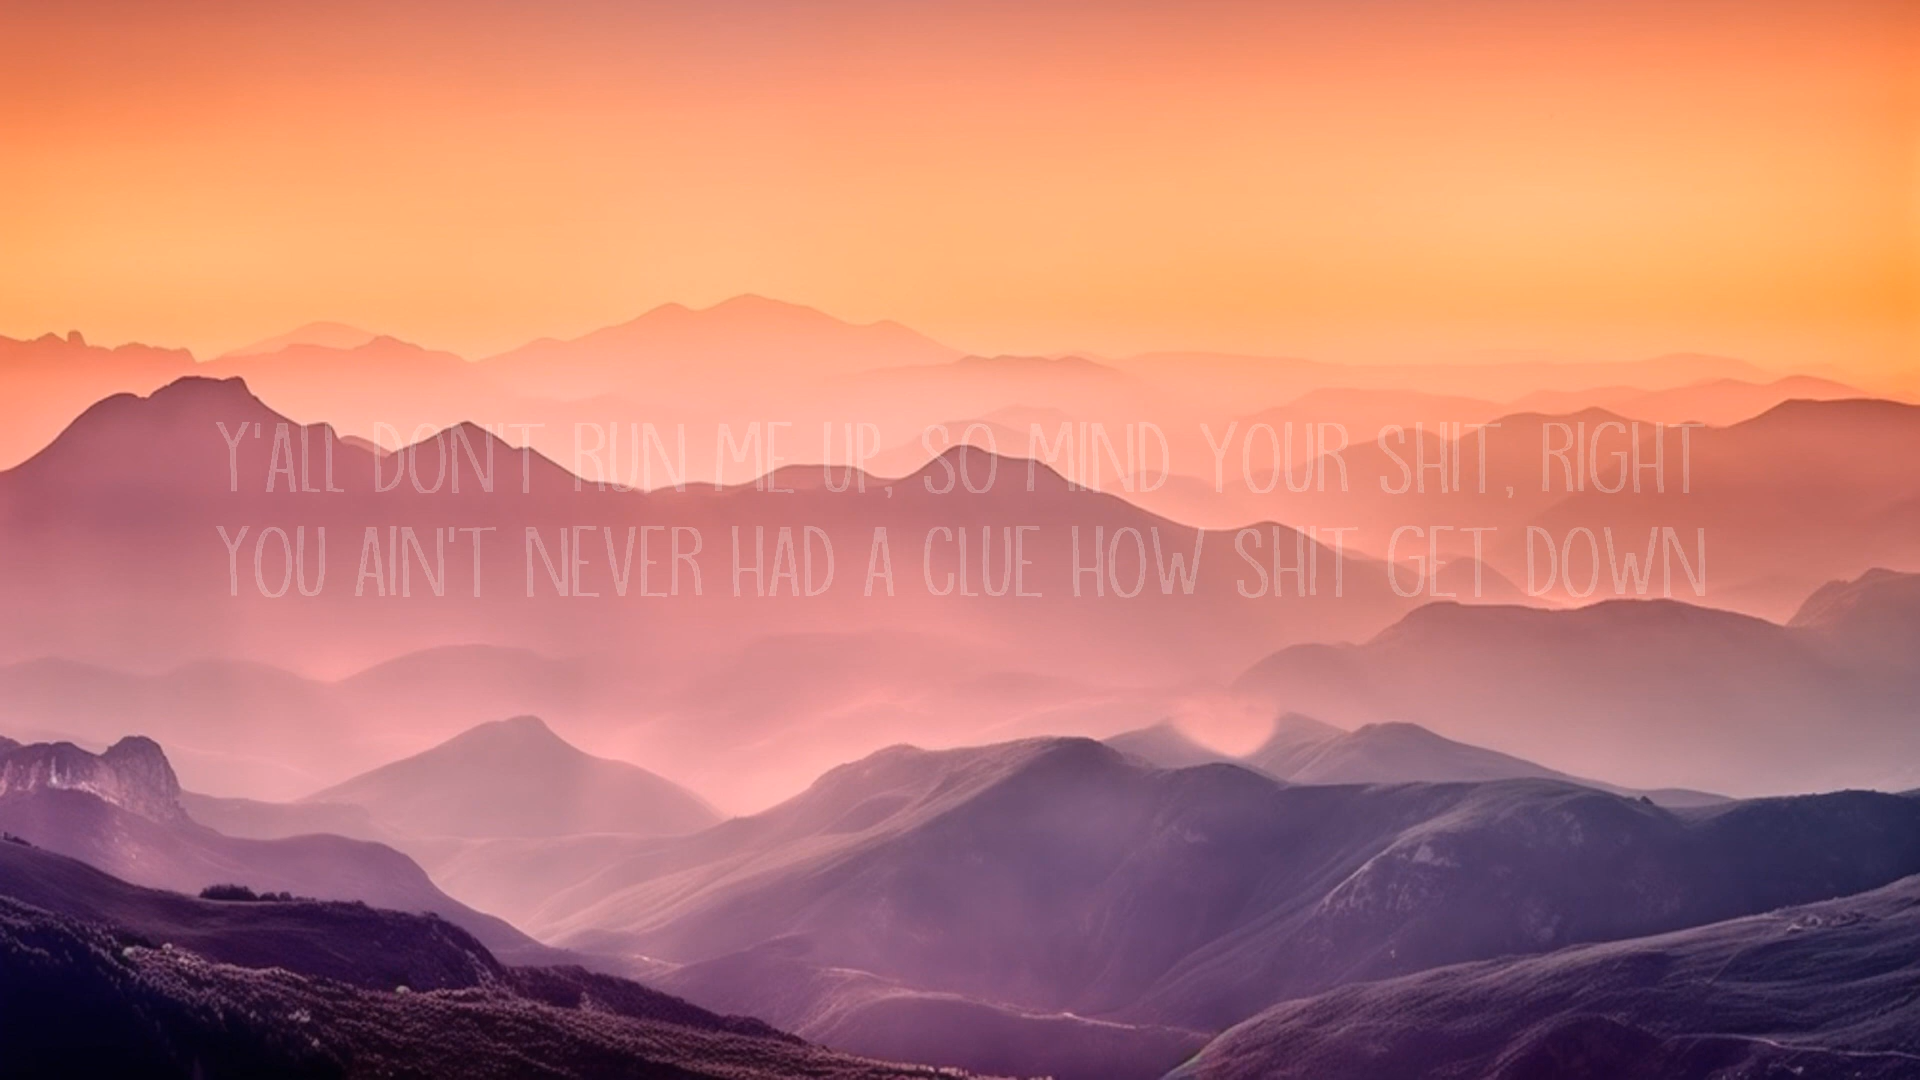 Y'ALL DON'T RUN ME UP, SO MIND YOUR SHIT, RIGHT
YOU AIN'T NEVER HAD A CLUE HOW SHIT GET DOWN